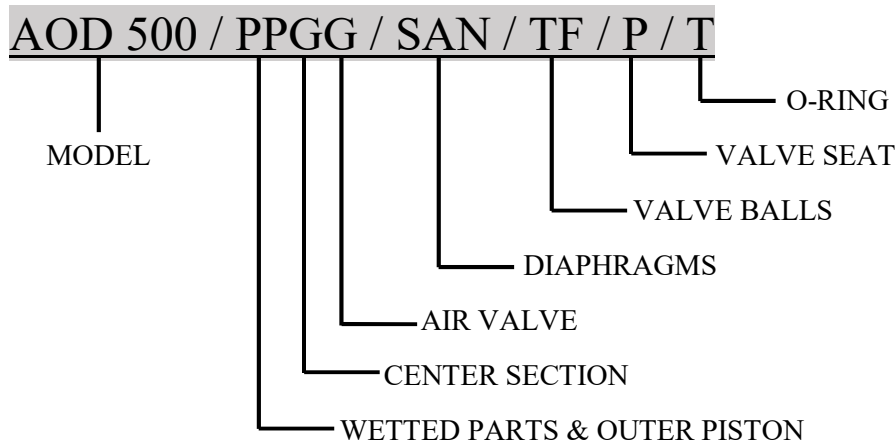 AOD 500 / PPGG / SAN / TF / P / T
O-RING
MODEL
VALVE SEAT
VALVE BALLS
DIAPHRAGMS
AIR VALVE
CENTER SECTION
WETTED PARTS & OUTER PISTON